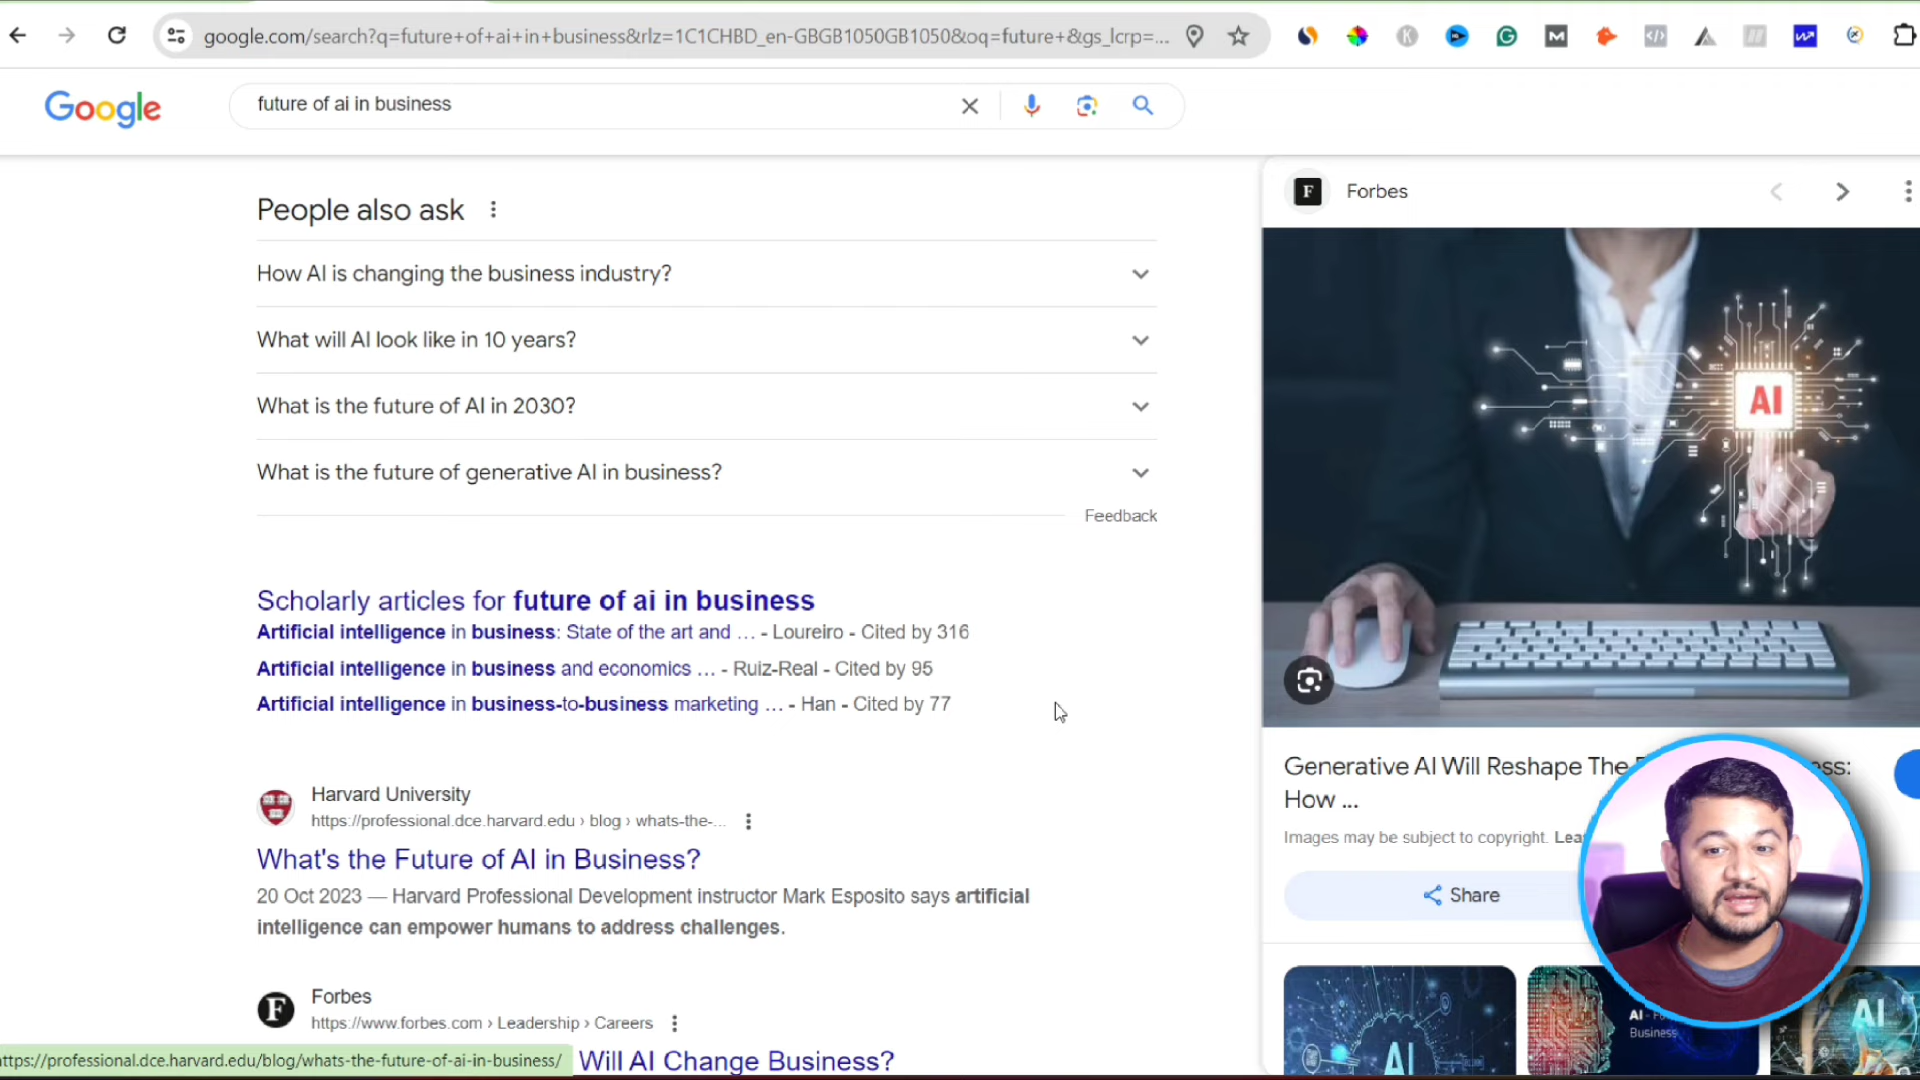 google.com/search?q=future+of+ai+in+business&rlz=1C1CHBD_en-GBGB1050GB1050&oq=future+&gs_lcrp=...
Google
future of ai in business
People also ask
How AI is changing the business industry?
What will AI look like in 10 years?
What is the future of AI in 2030?
What is the future of generative AI in business?
Feedback
Scholarly articles for future of ai in business
Artificial intelligence in business: State of the art and … - Loureiro - Cited by 316
Artificial intelligence in business and economics … - Ruiz-Real - Cited by 95
Artificial intelligence in business-to-business marketing … - Han - Cited by 77
Harvard University
https://professional.dce.harvard.edu › blog › whats-the-...
What's the Future of AI in Business?
20 Oct 2023 — Harvard Professional Development instructor Mark Esposito says artificial
intelligence can empower humans to address challenges.
F
Forbes
https://www.forbes.com › Leadership › Careers
Will AI Change Business?
ttps://professional.dce.harvard.edu/blog/whats-the-future-of-ai-in-business/
F
Forbes
AI
Generative AI Will Reshape The
How ...
Images may be subject to copyright.
Share
AI
AI
Business
AI